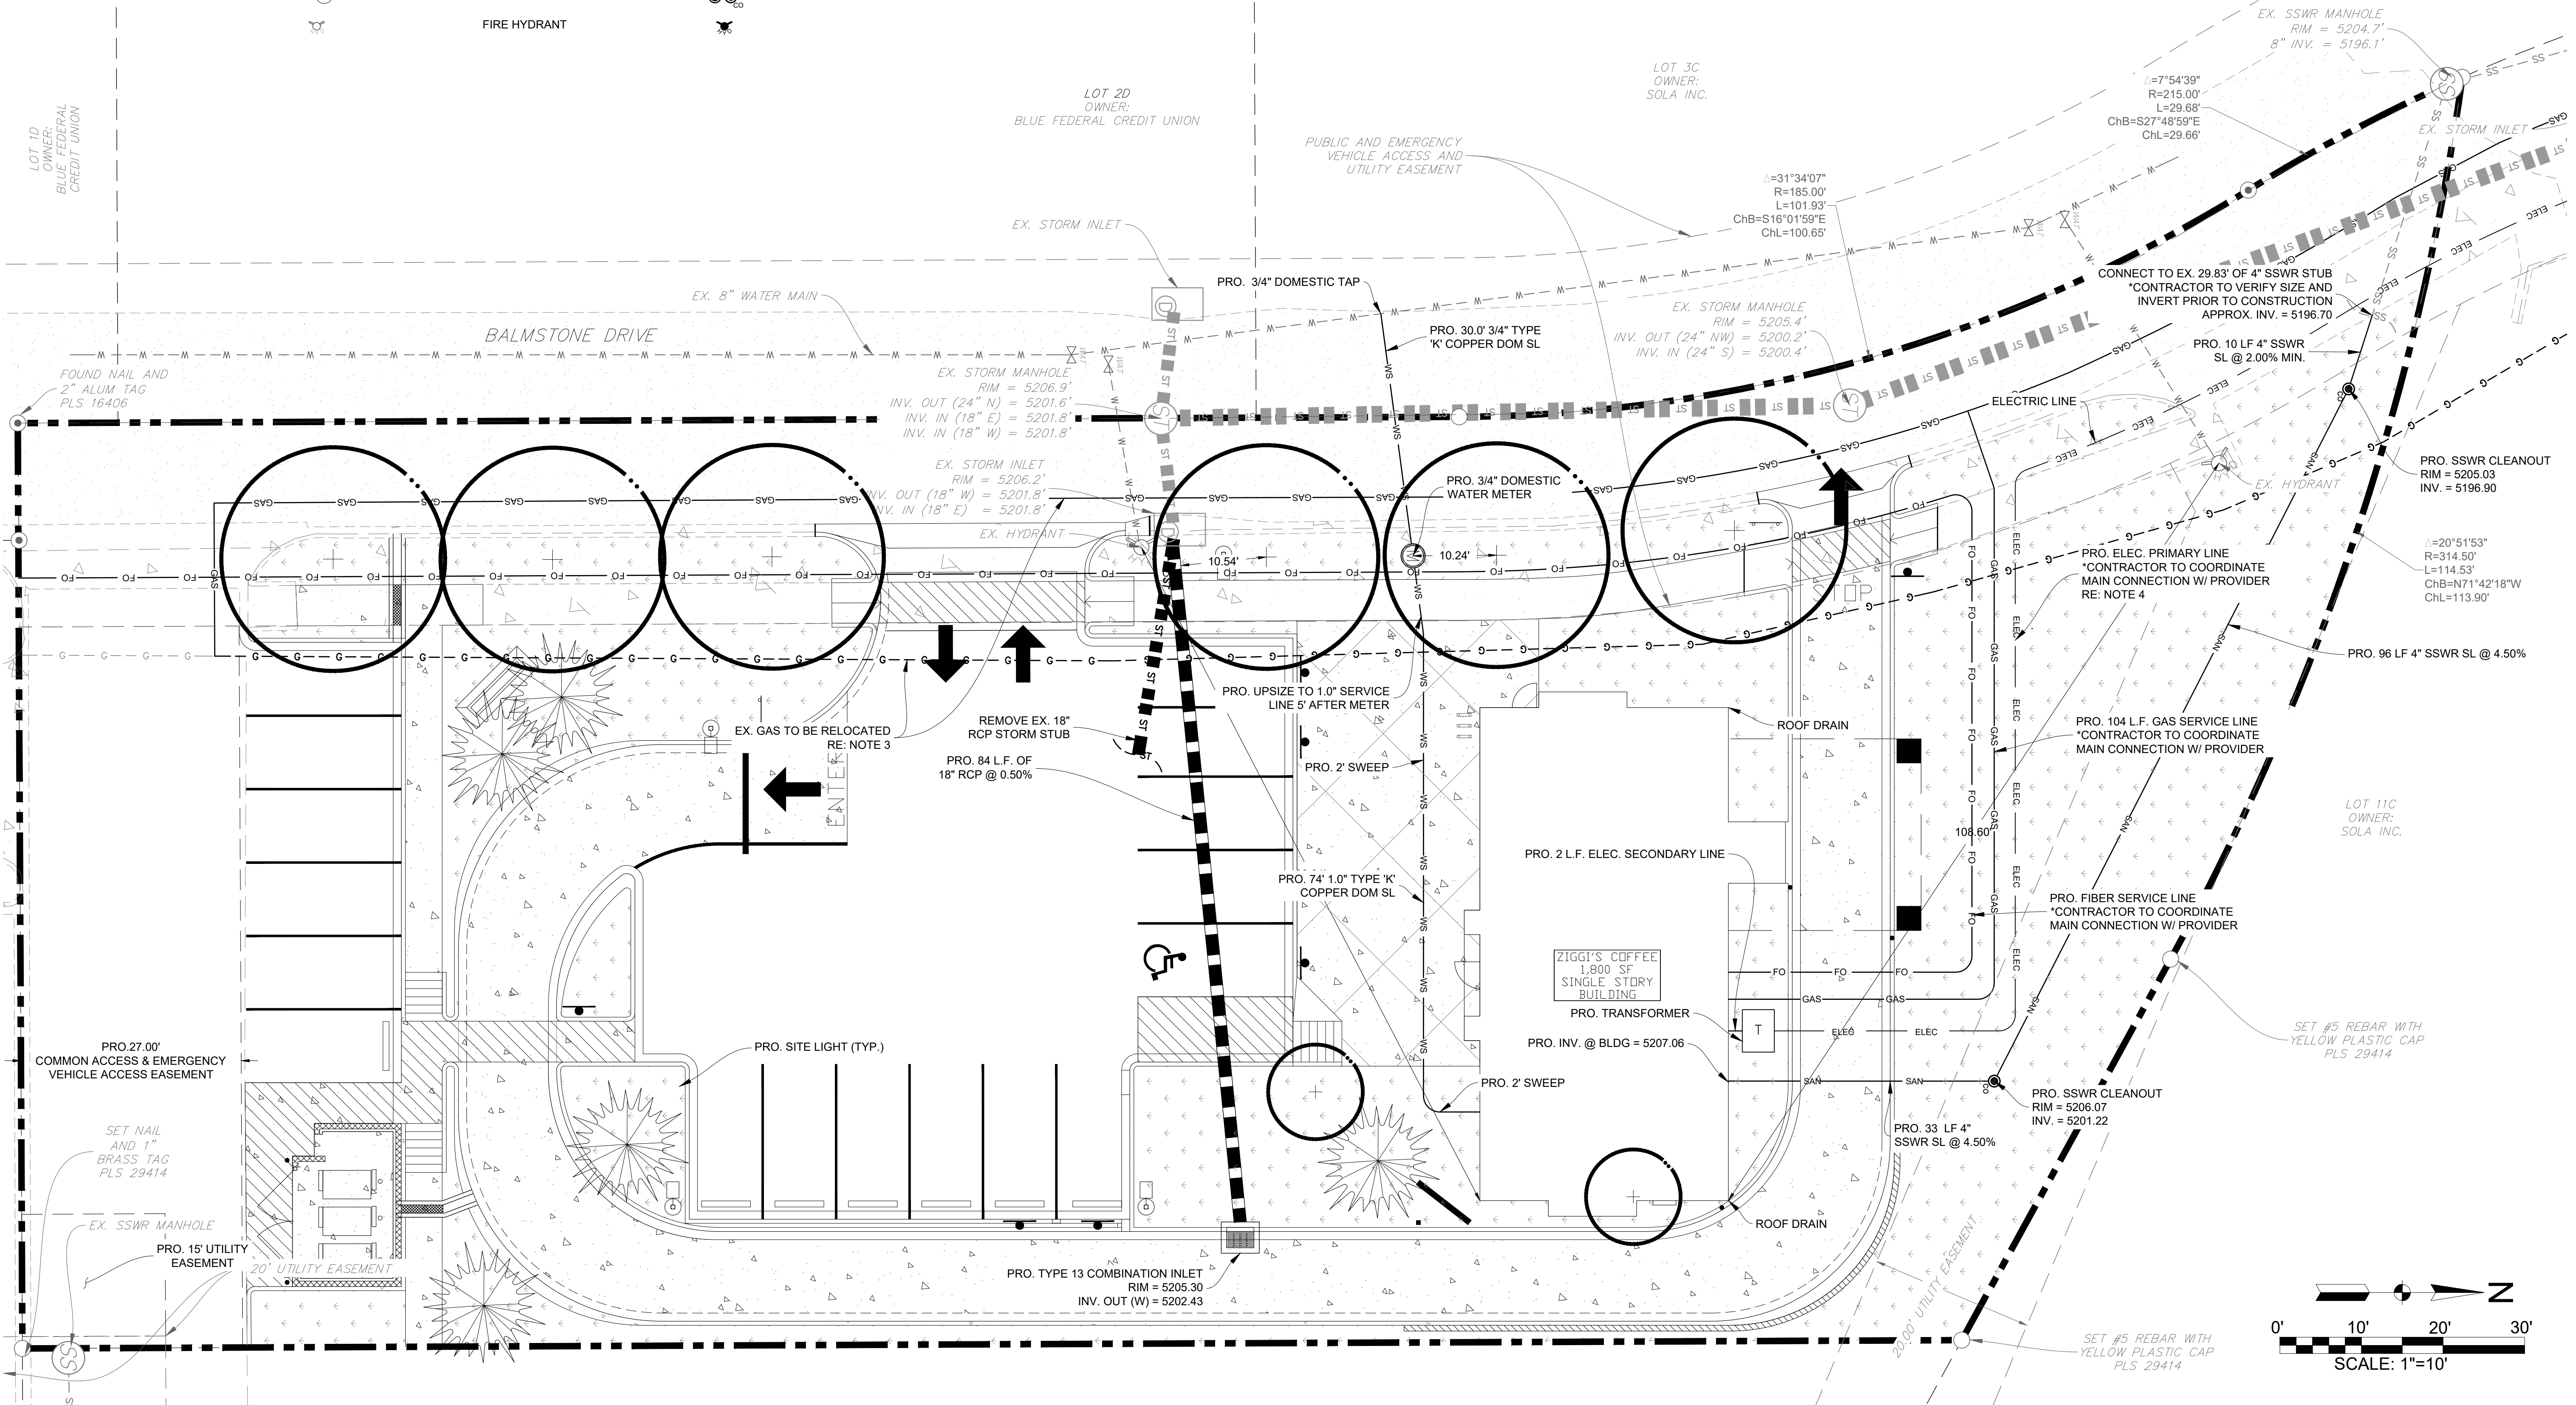 FIRE HYDRANT
CO
EX. SSWR MANHOLE
RIM = 5204.7'
8" INV. = 5196.1'
LOT 1D
OWNER:
BLUE FEDERAL
CREDIT UNION
LOT 2D
OWNER:
BLUE FEDERAL CREDIT UNION
LOT 3C
OWNER:
SOLA INC.
PUBLIC AND EMERGENCY
VEHICLE ACCESS AND
UTILITY EASEMENT
△=7°54'39"
R=215.00'
L=29.68'
ChB=S27°48'59"E
ChL=29.66'
EX. STORM INLET
△=31°34'07"
R=185.00'
L=101.93'
ChB=S16°01'59"E
ChL=100.65'
EX. STORM INLET
PRO. 3/4" DOMESTIC TAP
EX. 8" WATER MAIN
BALMSTONE DRIVE
PRO. 30.0' 3/4" TYPE
'K' COPPER DOM SL
EX. STORM MANHOLE
RIM = 5205.4'
INV. OUT (24" NW) = 5200.2'
INV. IN (24" S) = 5200.4'
CONNECT TO EX. 29.83' OF 4" SSWR STUB
*CONTRACTOR TO VERIFY SIZE AND
INVERT PRIOR TO CONSTRUCTION
APPROX. INV. = 5196.70
PRO. 10 LF 4" SSWR
SL @ 2.00% MIN.
FOUND NAIL AND
2" ALUM TAG
PLS 16406
EX. STORM MANHOLE
RIM = 5206.9'
INV. OUT (24" N) = 5201.6'
INV. IN (18" E) = 5201.8'
INV. IN (18" W) = 5201.8'
ELECTRIC LINE
EX. STORM INLET
RIM = 5206.2'
INV. OUT (18" W) = 5201.8'
INV. IN (18" E) = 5201.8'
EX. HYDRANT
PRO. 3/4" DOMESTIC
WATER METER
EX. HYDRANT
PRO. SSWR CLEANOUT
RIM = 5205.03
INV. = 5196.90
10.54'
10.24'
STOP
PRO. ELEC. PRIMARY LINE
*CONTRACTOR TO COORDINATE
MAIN CONNECTION W/ PROVIDER
RE: NOTE 4
△=20°51'53"
R=314.50'
L=114.53'
ChB=N71°42'18"W
ChL=113.90'
PRO. 96 LF 4" SSWR SL @ 4.50%
PRO. UPSIZE TO 1.0" SERVICE
LINE 5' AFTER METER
REMOVE EX. 18"
RCP STORM STUB
EX. GAS TO BE RELOCATED
RE: NOTE 3
ROOF DRAIN
PRO. 104 L.F. GAS SERVICE LINE
*CONTRACTOR TO COORDINATE
MAIN CONNECTION W/ PROVIDER
PRO. 84 L.F. OF
18" RCP @ 0.50%
PRO. 2' SWEEP
ENTER
LOT 11C
OWNER:
SOLA INC.
108.60'
PRO. 2 L.F. ELEC. SECONDARY LINE
PRO. 74' 1.0" TYPE 'K'
COPPER DOM SL
PRO. FIBER SERVICE LINE
*CONTRACTOR TO COORDINATE
MAIN CONNECTION W/ PROVIDER
ZIGGI'S COFFEE
1,800 SF
SINGLE STORY
BUILDING
PRO. TRANSFORMER
T
PRO. INV. @ BLDG = 5207.06
SET #5 REBAR WITH
YELLOW PLASTIC CAP
PLS 29414
PRO.27.00'
COMMON ACCESS & EMERGENCY
VEHICLE ACCESS EASEMENT
PRO. SITE LIGHT (TYP.)
PRO. 2' SWEEP
PRO. SSWR CLEANOUT
RIM = 5206.07
INV. = 5201.22
PRO. 33 LF 4"
SSWR SL @ 4.50%
SET NAIL
AND 1"
BRASS TAG
PLS 29414
EX. SSWR MANHOLE
PRO. 15' UTILITY
EASEMENT
20' UTILITY EASEMENT
ROOF DRAIN
PRO. TYPE 13 COMBINATION INLET
RIM = 5205.30
INV. OUT (W) = 5202.43
20.00' UTILITY EASEMENT
SET #5 REBAR WITH
YELLOW PLASTIC CAP
PLS 29414
N
0' 10' 20' 30'
SCALE: 1"=10'